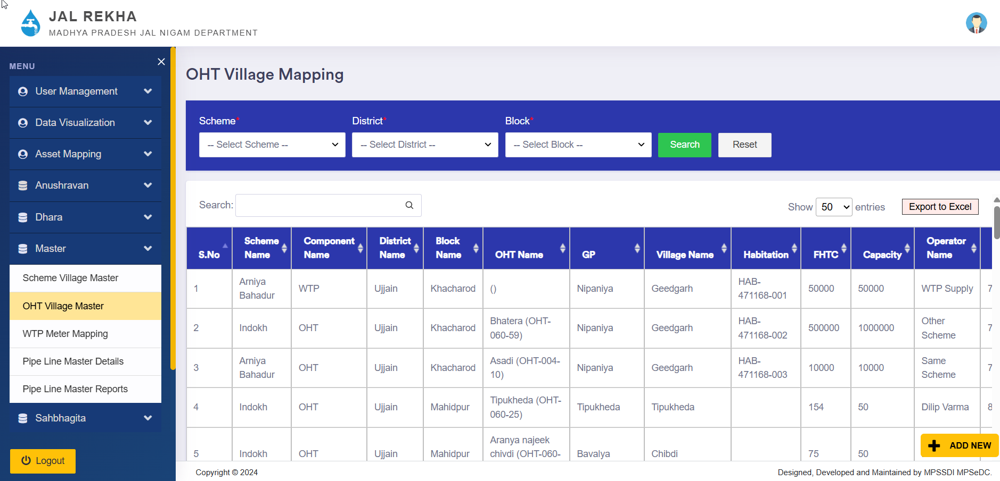 JAL REKHA
MADHYA PRADESH JAL NIGAM DEPARTMENT
MENU
User Management
Data Visualization
Asset Mapping
Anushravan
Dhara
Master
Scheme Village Master
OHT Village Master
WTP Meter Mapping
Pipe Line Master Details
Pipe Line Master Reports
Sahbhagita
Logout
OHT Village Mapping
Scheme* District* Block*
-- Select Scheme -- -- Select District -- -- Select Block -- Search Reset
Search: Show 50 entries Export to Excel
S.No Scheme Name Component Name District Name Block Name OHT Name GP Village Name Habitation FHTC Capacity Operator Name
1 Arniya Bahadur WTP Ujjain Khacharod () Nipaniya Geedgarh HAB-471168-001 50000 50000 WTP Supply 7
2 Indokh OHT Ujjain Khacharod Bhatera (OHT-060-59) Nipaniya Geedgarh HAB-471168-002 500000 1000000 Other Scheme 7
3 Arniya Bahadur OHT Ujjain Khacharod Asadi (OHT-004-10) Nipaniya Geedgarh HAB-471168-003 10000 10000 Same Scheme 7
4 Indokh OHT Ujjain Mahidpur Tipukheda (OHT-060-25) Tipukheda Tipukheda 154 50 Dilip Varma 8
5 Indokh OHT Ujjain Mahidpur Aranya najeek chivdi (OHT-060- Bavalya Chibdi 75 50
ADD NEW
Copyright © 2024
Designed, Developed and Maintained by MPSSDI MPSeDC.